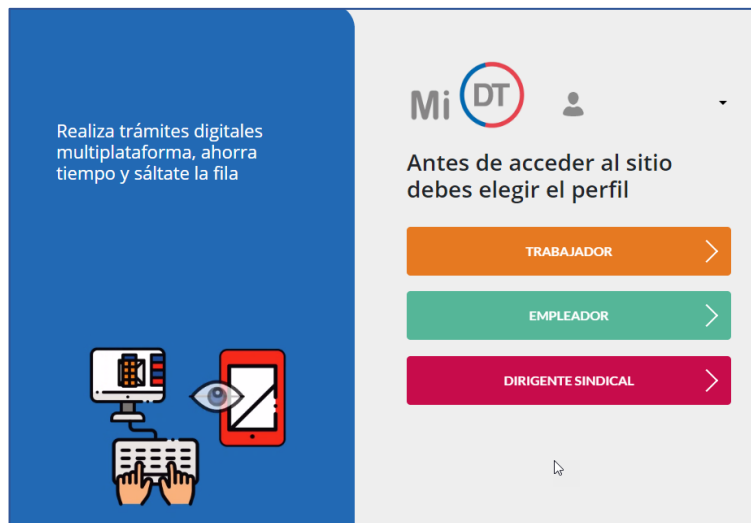 Realiza trámites digitales
multiplataforma, ahorra
tiempo y sáltate la fila
Mi DT
Antes de acceder al sitio
debes elegir el perfil
TRABAJADOR
EMPLEADOR
DIRIGENTE SINDICAL